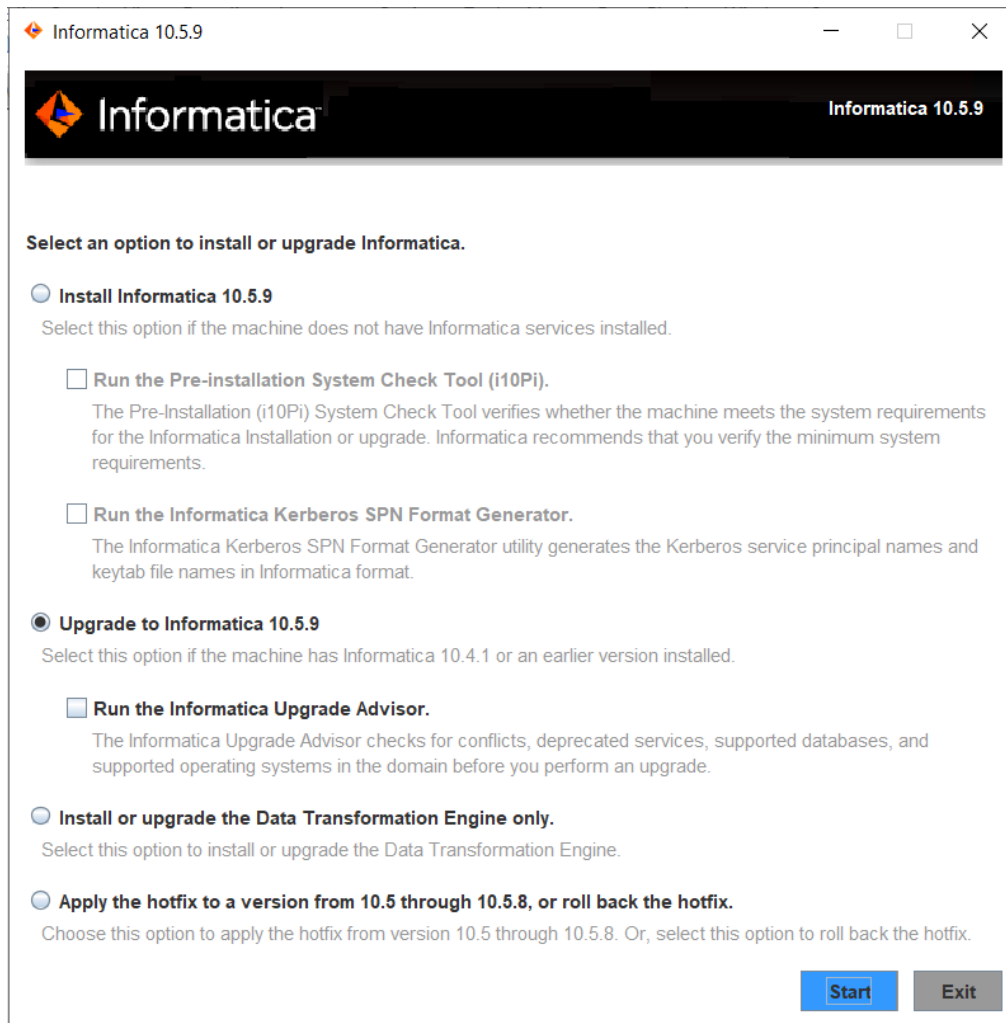 Informatica 10.5.9
Informatica
Informatica 10.5.9
Select an option to install or upgrade Informatica.
Install Informatica 10.5.9
Select this option if the machine does not have Informatica services installed.
Run the Pre-installation System Check Tool (i10Pi).
The Pre-Installation (i10Pi) System Check Tool verifies whether the machine meets the system requirements
for the Informatica Installation or upgrade. Informatica recommends that you verify the minimum system
requirements.
Run the Informatica Kerberos SPN Format Generator.
The Informatica Kerberos SPN Format Generator utility generates the Kerberos service principal names and
keytab file names in Informatica format.
Upgrade to Informatica 10.5.9
Select this option if the machine has Informatica 10.4.1 or an earlier version installed.
Run the Informatica Upgrade Advisor.
The Informatica Upgrade Advisor checks for conflicts, deprecated services, supported databases, and
supported operating systems in the domain before you perform an upgrade.
Install or upgrade the Data Transformation Engine only.
Select this option to install or upgrade the Data Transformation Engine.
Apply the hotfix to a version from 10.5 through 10.5.8, or roll back the hotfix.
Choose this option to apply the hotfix from version 10.5 through 10.5.8. Or, select this option to roll back the hotfix.
Start Exit